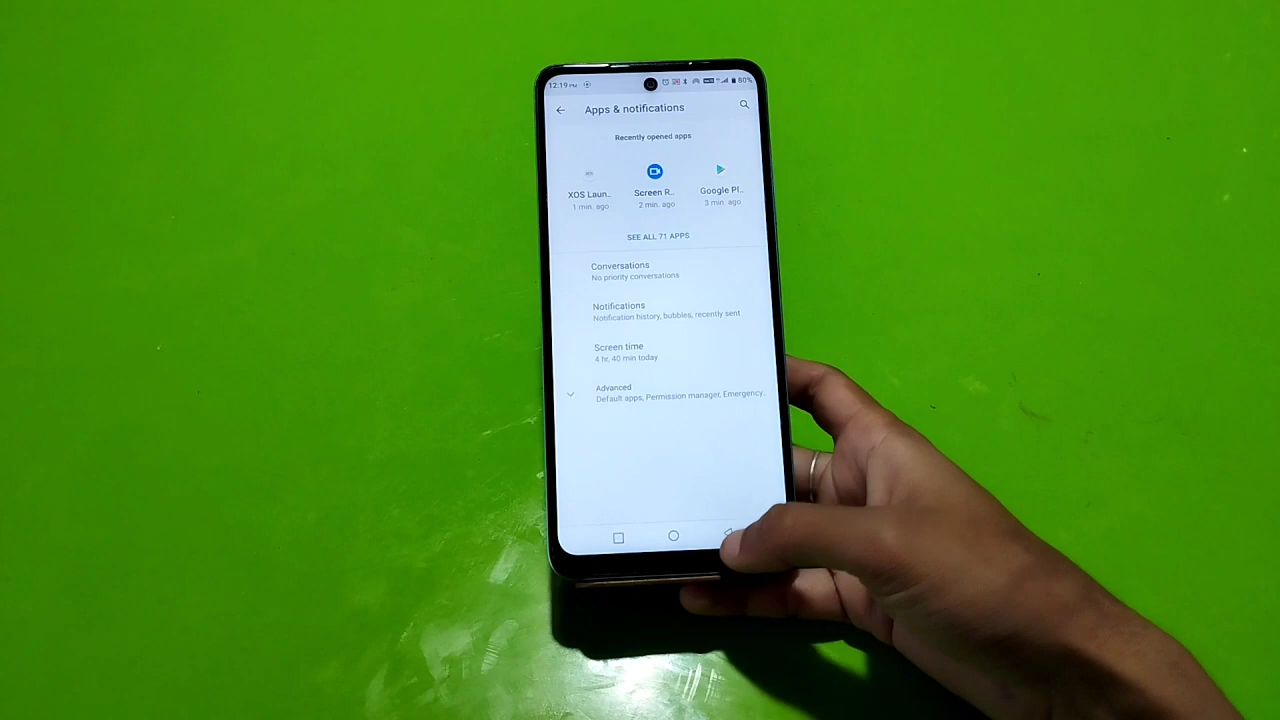 12:19 PM 80%
Apps & notifications
Recently opened apps
XOS Laun.. Screen R.. Google Pl..
1 min. ago 2 min. ago 3 min. ago
SEE ALL 71 APPS
Conversations
No priority conversations
Notifications
Notification history, bubbles, recently sent
Screen time
4 hr, 40 min today
Advanced
Default apps, Permission manager, Emergency..